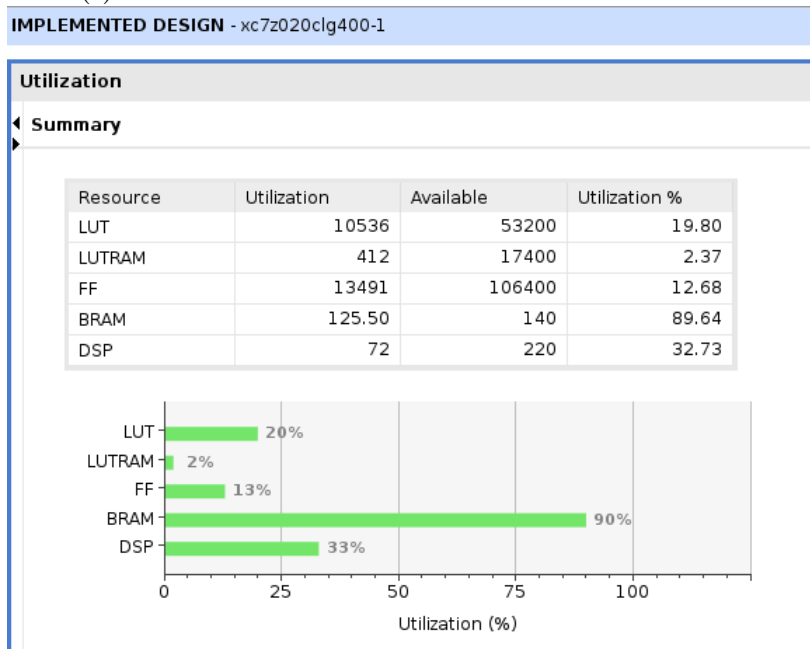 IMPLEMENTED DESIGN - xc7z020clg400-1
Utilization
Summary
Resource Utilization Available Utilization %
LUT 10536 53200 19.80
LUTRAM 412 17400 2.37
FF 13491 106400 12.68
BRAM 125.50 140 89.64
DSP 72 220 32.73
LUT 20%
LUTRAM 2%
FF 13%
BRAM 90%
DSP 33%
0 25 50 75 100
Utilization (%)